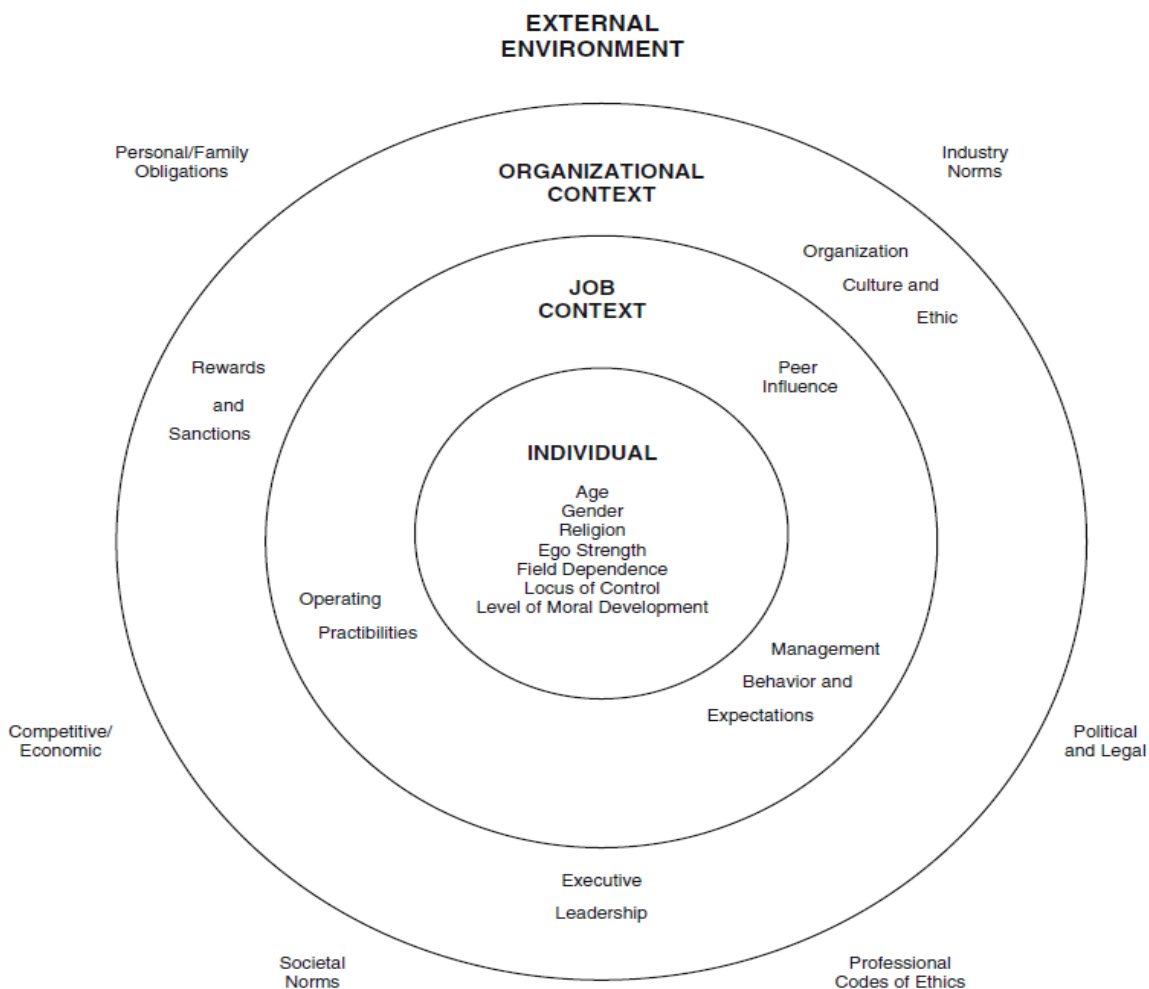 EXTERNAL
ENVIRONMENT
Personal/Family
Obligations
Industry
Norms
ORGANIZATIONAL
CONTEXT
Organization
Culture and
Ethic
JOB
CONTEXT
Rewards
and
Sanctions
Peer
Influence
INDIVIDUAL
Age
Gender
Religion
Ego Strength
Field Dependence
Locus of Control
Level of Moral Development
Operating
Practibilities
Management
Behavior and
Expectations
Competitive/
Economic
Political
and Legal
Executive
Leadership
Societal
Norms
Professional
Codes of Ethics